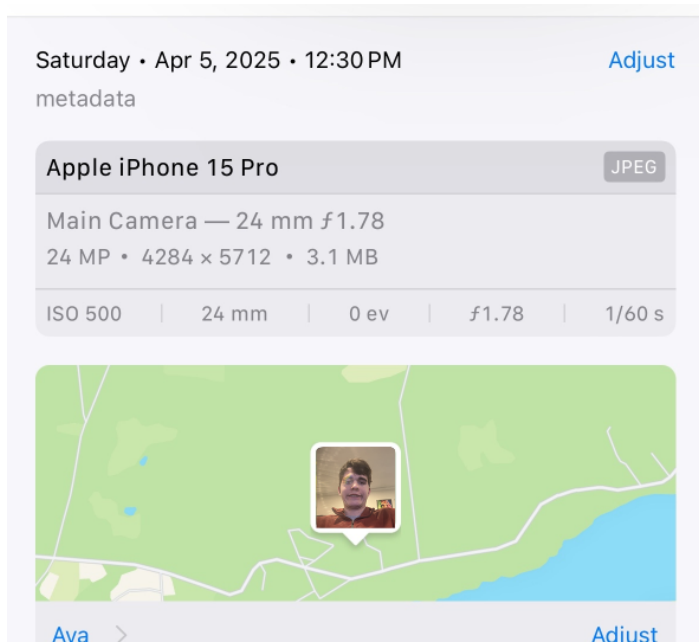 Saturday • Apr 5, 2025 • 12:30 PM Adjust
metadata
Apple iPhone 15 Pro JPEG
Main Camera — 24 mm ƒ1.78
24 MP • 4284 × 5712 • 3.1 MB
ISO 500 | 24 mm | 0 ev | ƒ1.78 | 1/60 s
Ava > Adjust